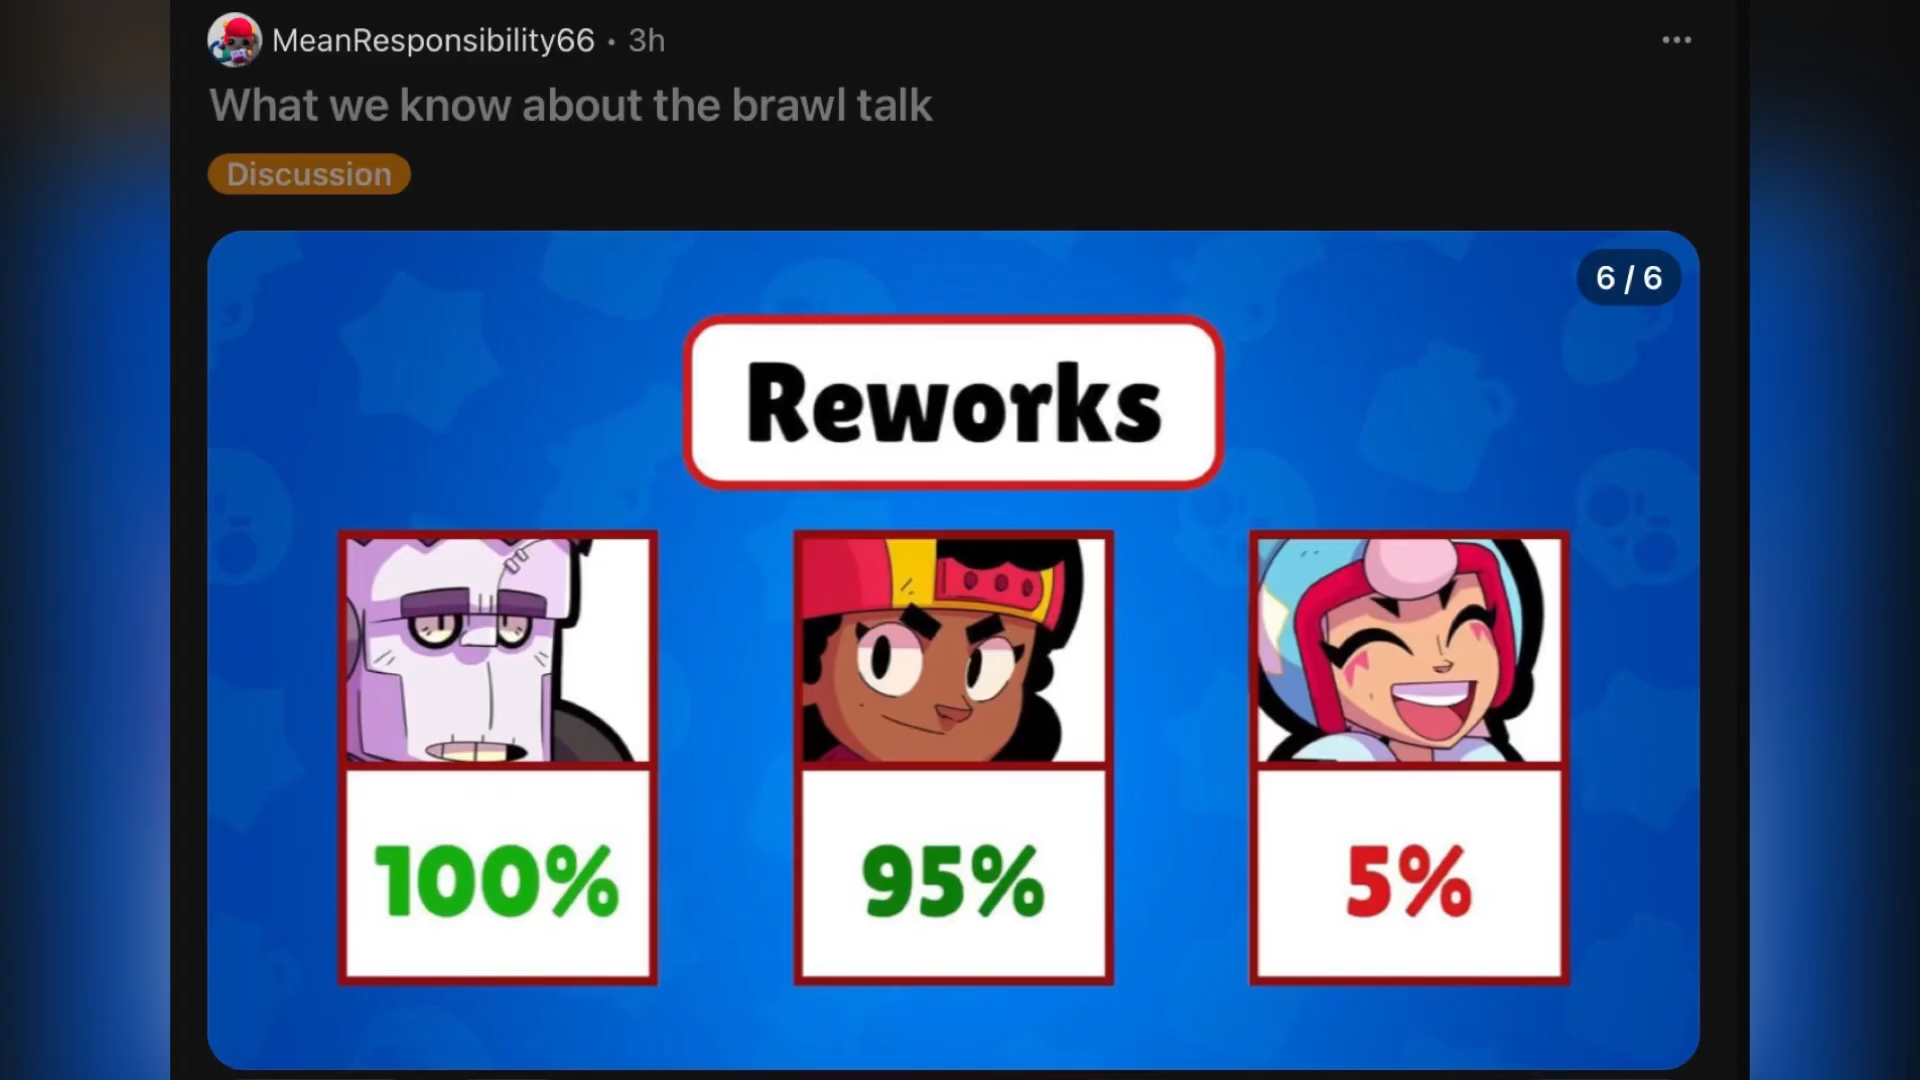 MeanResponsibility66 • 3h
What we know about the brawl talk
Discussion
6 / 6
Reworks
100%
95%
5%